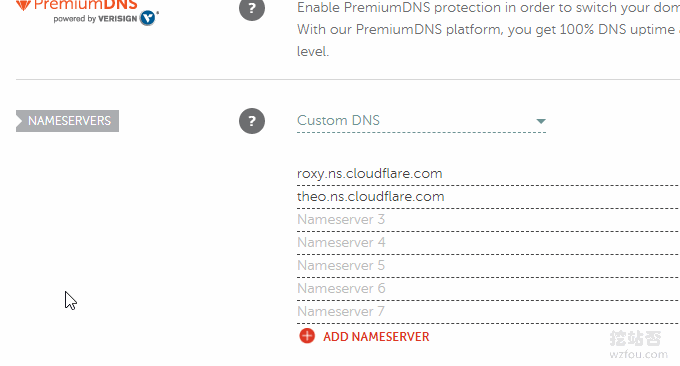 PremiumDNS
powered by VERISIGN
?
Enable PremiumDNS protection in order to switch your dom
With our PremiumDNS platform, you get 100% DNS uptime a
level.
NAMESERVERS
?
Custom DNS
roxy.ns.cloudflare.com
theo.ns.cloudflare.com
Nameserver 3
Nameserver 4
Nameserver 5
Nameserver 6
Nameserver 7
ADD NAMESERVER
挖站否
wzfou.com